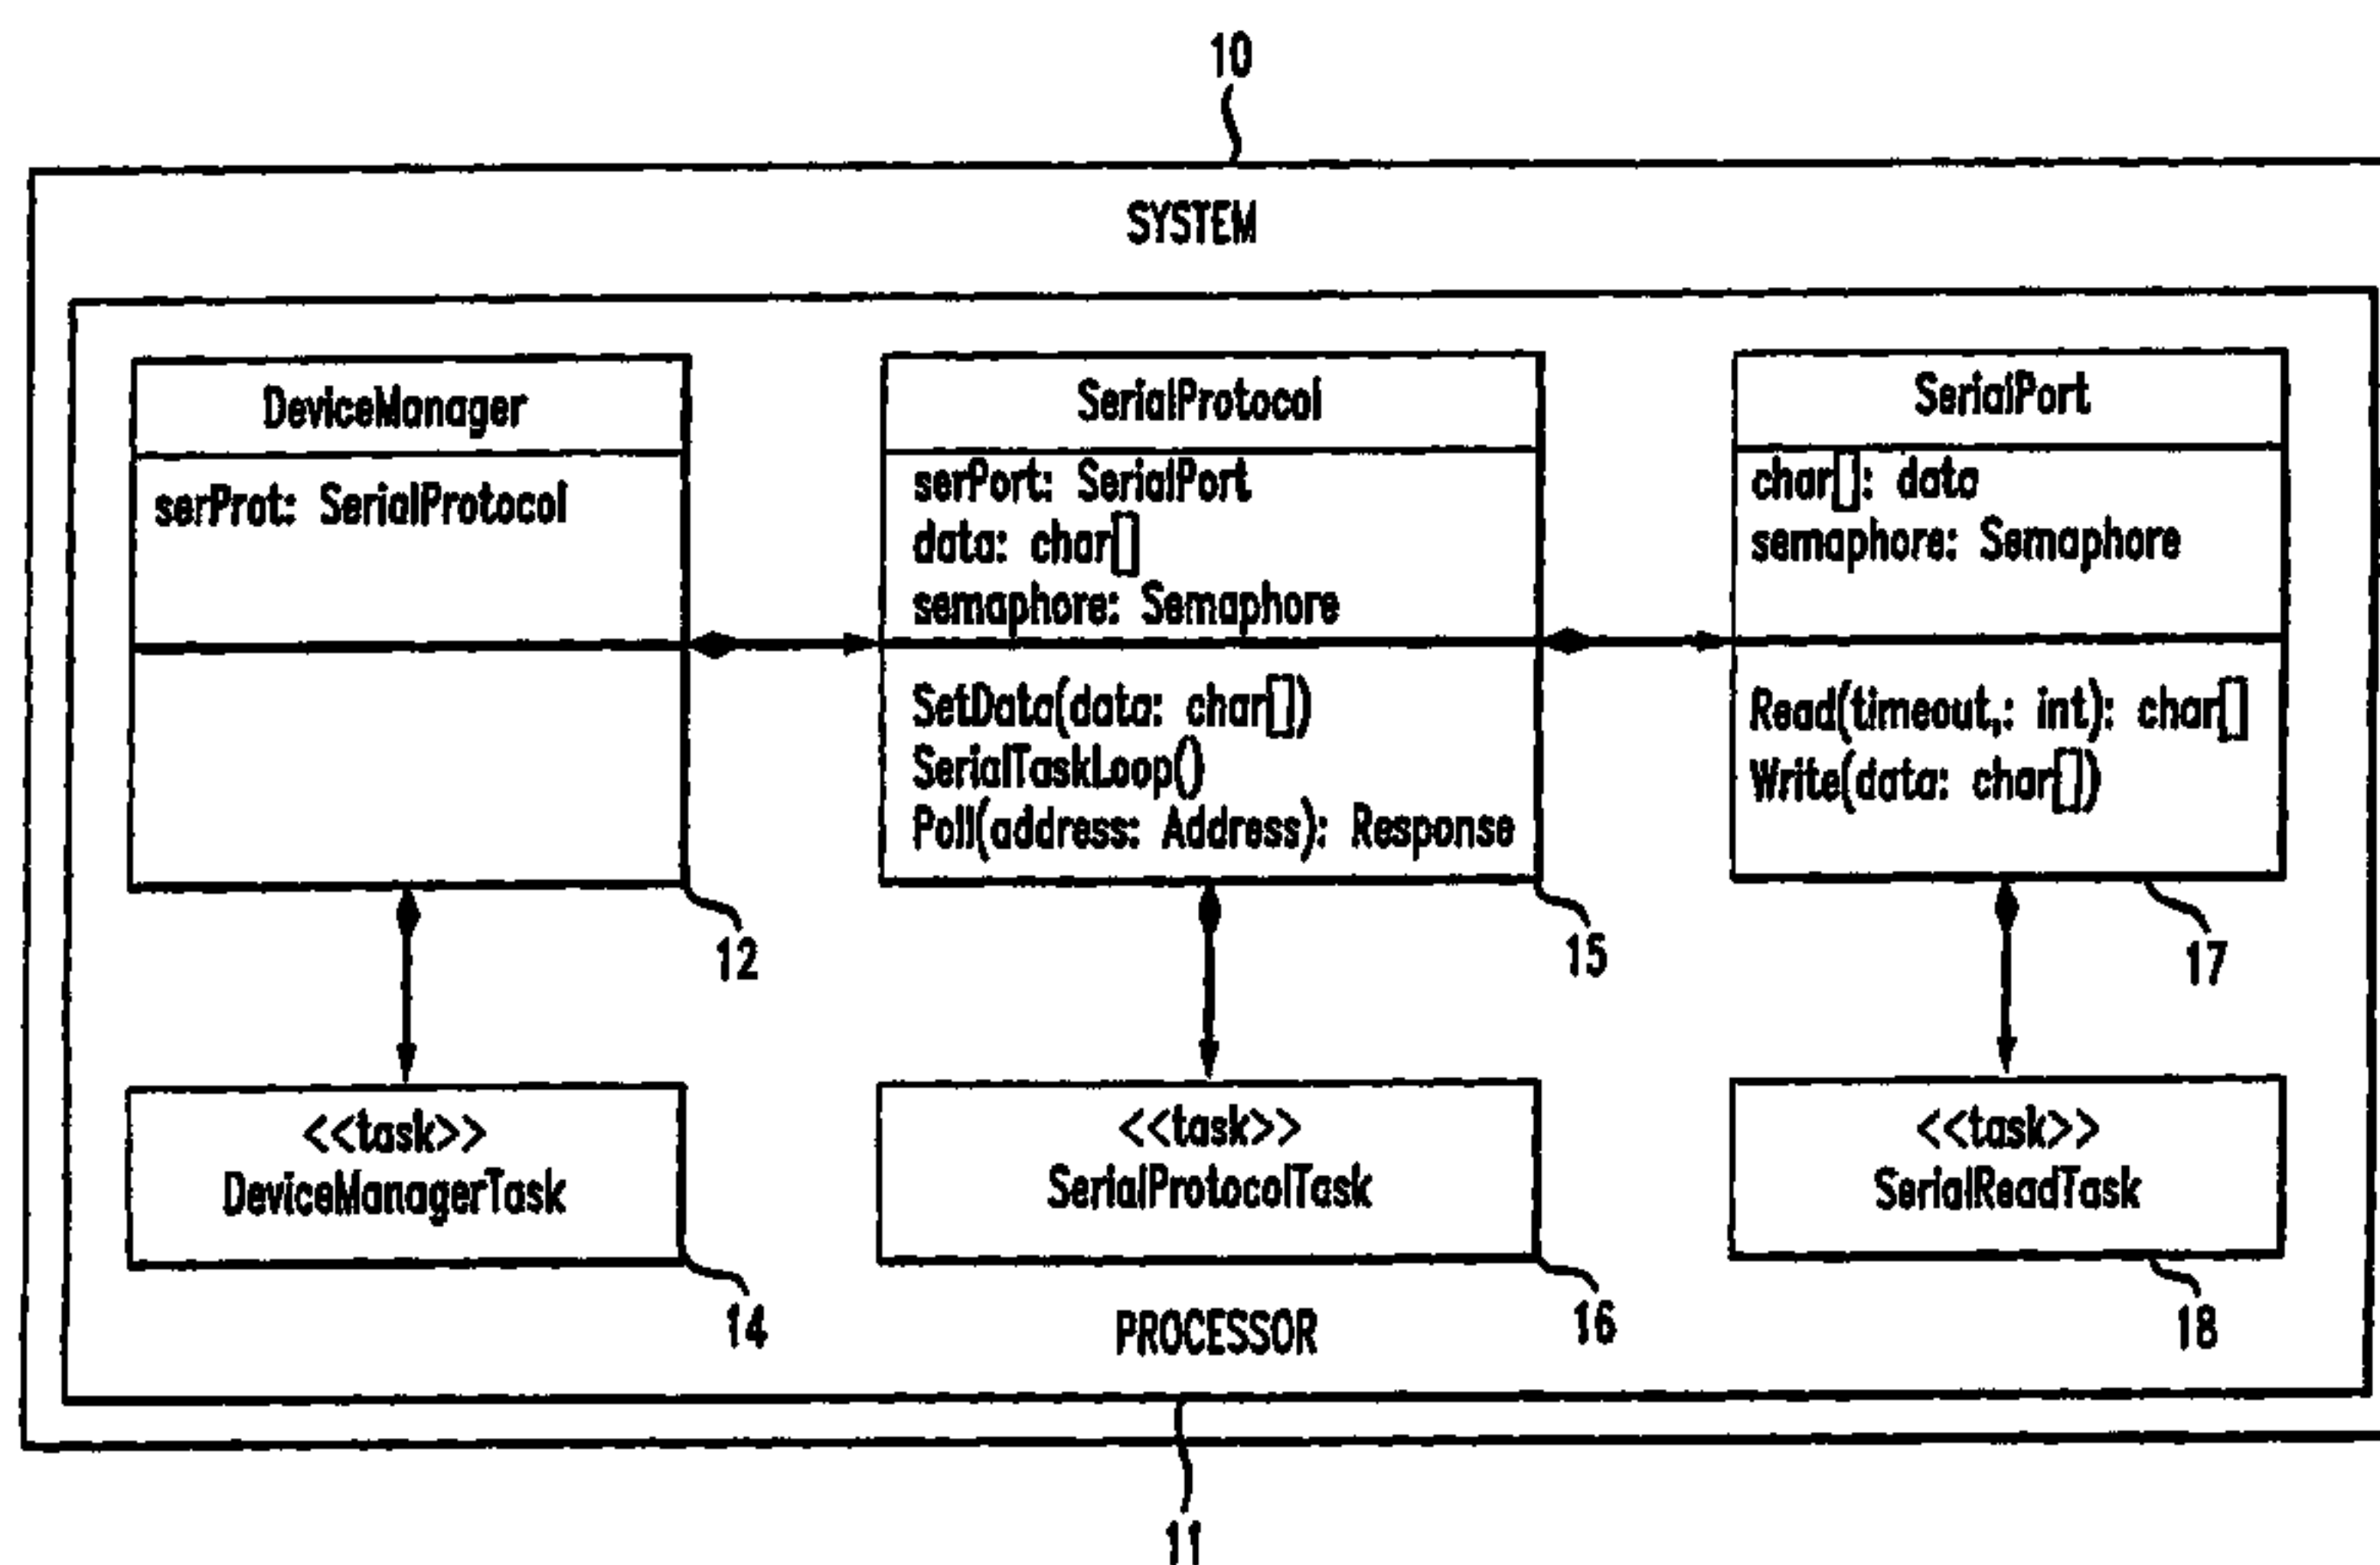 10
SYSTEM
DeviceManager
serProt: SerialProtocol
12
SerialProtocol
serPort: SerialPort
data: char[]
semaphore: Semaphore
SetData(data: char[])
SerialTaskLoop()
Poll(address: Address): Response
15
SerialPort
char[]: data
semaphore: Semaphore
Read(timeout,: int): char[]
Write(data: char[])
17
<<task>>
DeviceManagerTask
14
<<task>>
SerialProtocolTask
16
<<task>>
SerialReadTask
18
PROCESSOR
11